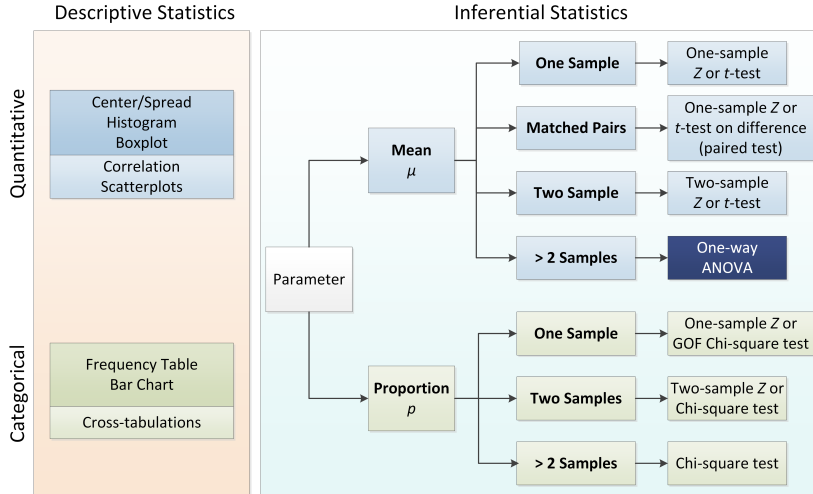 Descriptive Statistics
Inferential Statistics
Quantitative
Center/Spread
Histogram
Boxplot
Correlation
Scatterplots
Categorical
Frequency Table
Bar Chart
Cross-tabulations
Parameter
Mean
μ
One Sample
One-sample
Z or t-test
Matched Pairs
One-sample Z or
t-test on difference
(paired test)
Two Sample
Two-sample
Z or t-test
> 2 Samples
One-way
ANOVA
Proportion
p
One Sample
One-sample Z or
GOF Chi-square test
Two Samples
Two-sample Z or
Chi-square test
> 2 Samples
Chi-square test